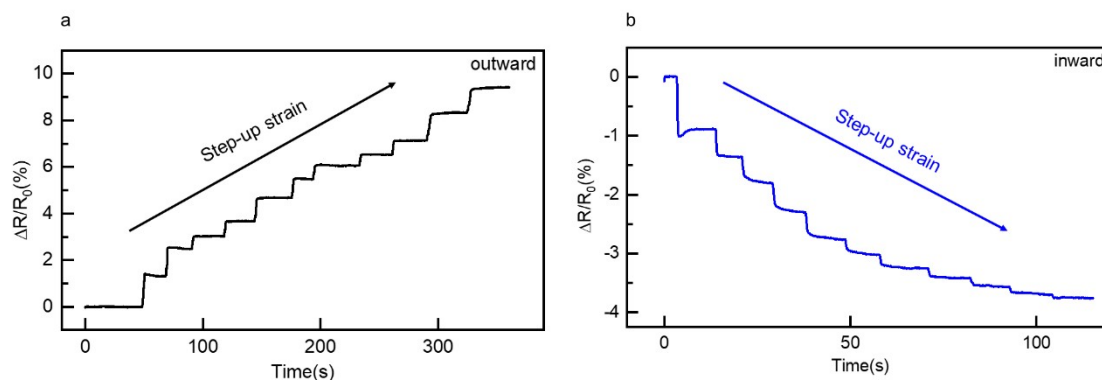 a
outward
Step-up strain
10
8
6
4
2
0
ΔR/R₀(%)
0 100 200 300
Time(s)
b
inward
Step-up strain
0
-1
-2
-3
-4
ΔR/R₀(%)
0 50 100
Time(s)